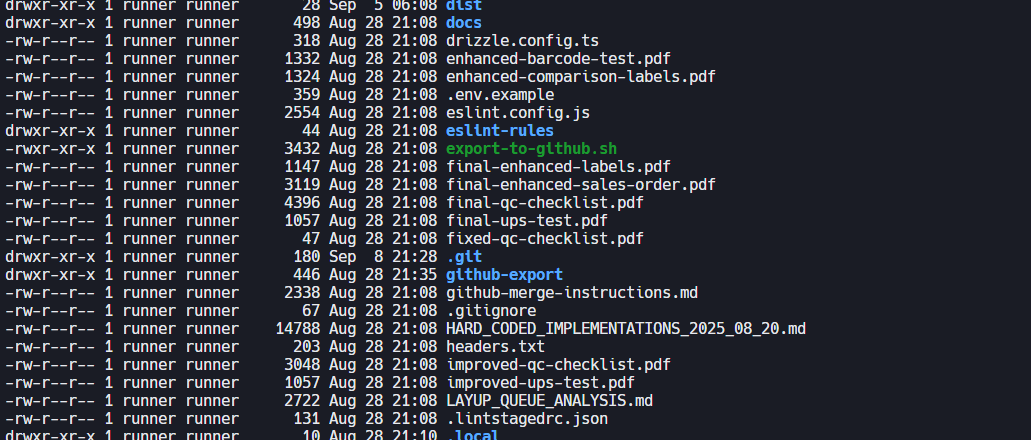 drwxr-xr-x 1 runner runner    28 Sep  5 06:08 dist
drwxr-xr-x 1 runner runner   498 Aug 28 21:08 docs
-rw-r--r-- 1 runner runner   318 Aug 28 21:08 drizzle.config.ts
-rw-r--r-- 1 runner runner  1332 Aug 28 21:08 enhanced-barcode-test.pdf
-rw-r--r-- 1 runner runner  1324 Aug 28 21:08 enhanced-comparison-labels.pdf
-rw-r--r-- 1 runner runner   359 Aug 28 21:08 .env.example
-rw-r--r-- 1 runner runner  2554 Aug 28 21:08 eslint.config.js
drwxr-xr-x 1 runner runner    44 Aug 28 21:08 eslint-rules
-rwxr-xr-x 1 runner runner  3432 Aug 28 21:08 export-to-github.sh
-rw-r--r-- 1 runner runner  1147 Aug 28 21:08 final-enhanced-labels.pdf
-rw-r--r-- 1 runner runner  3119 Aug 28 21:08 final-enhanced-sales-order.pdf
-rw-r--r-- 1 runner runner  4396 Aug 28 21:08 final-qc-checklist.pdf
-rw-r--r-- 1 runner runner  1057 Aug 28 21:08 final-ups-test.pdf
-rw-r--r-- 1 runner runner    47 Aug 28 21:08 fixed-qc-checklist.pdf
drwxr-xr-x 1 runner runner   180 Sep  8 21:28 .git
drwxr-xr-x 1 runner runner   446 Aug 28 21:35 github-export
-rw-r--r-- 1 runner runner  2338 Aug 28 21:08 github-merge-instructions.md
-rw-r--r-- 1 runner runner    67 Aug 28 21:08 .gitignore
-rw-r--r-- 1 runner runner 14788 Aug 28 21:08 HARD_CODED_IMPLEMENTATIONS_2025_08_20.md
-rw-r--r-- 1 runner runner   203 Aug 28 21:08 headers.txt
-rw-r--r-- 1 runner runner  3048 Aug 28 21:08 improved-qc-checklist.pdf
-rw-r--r-- 1 runner runner  1057 Aug 28 21:08 improved-ups-test.pdf
-rw-r--r-- 1 runner runner  2722 Aug 28 21:08 LAYUP_QUEUE_ANALYSIS.md
-rw-r--r-- 1 runner runner   131 Aug 28 21:08 .lintstagedrc.json
drwxr-xr-x 1 runner runner    10 Aug 28 21:10 .local